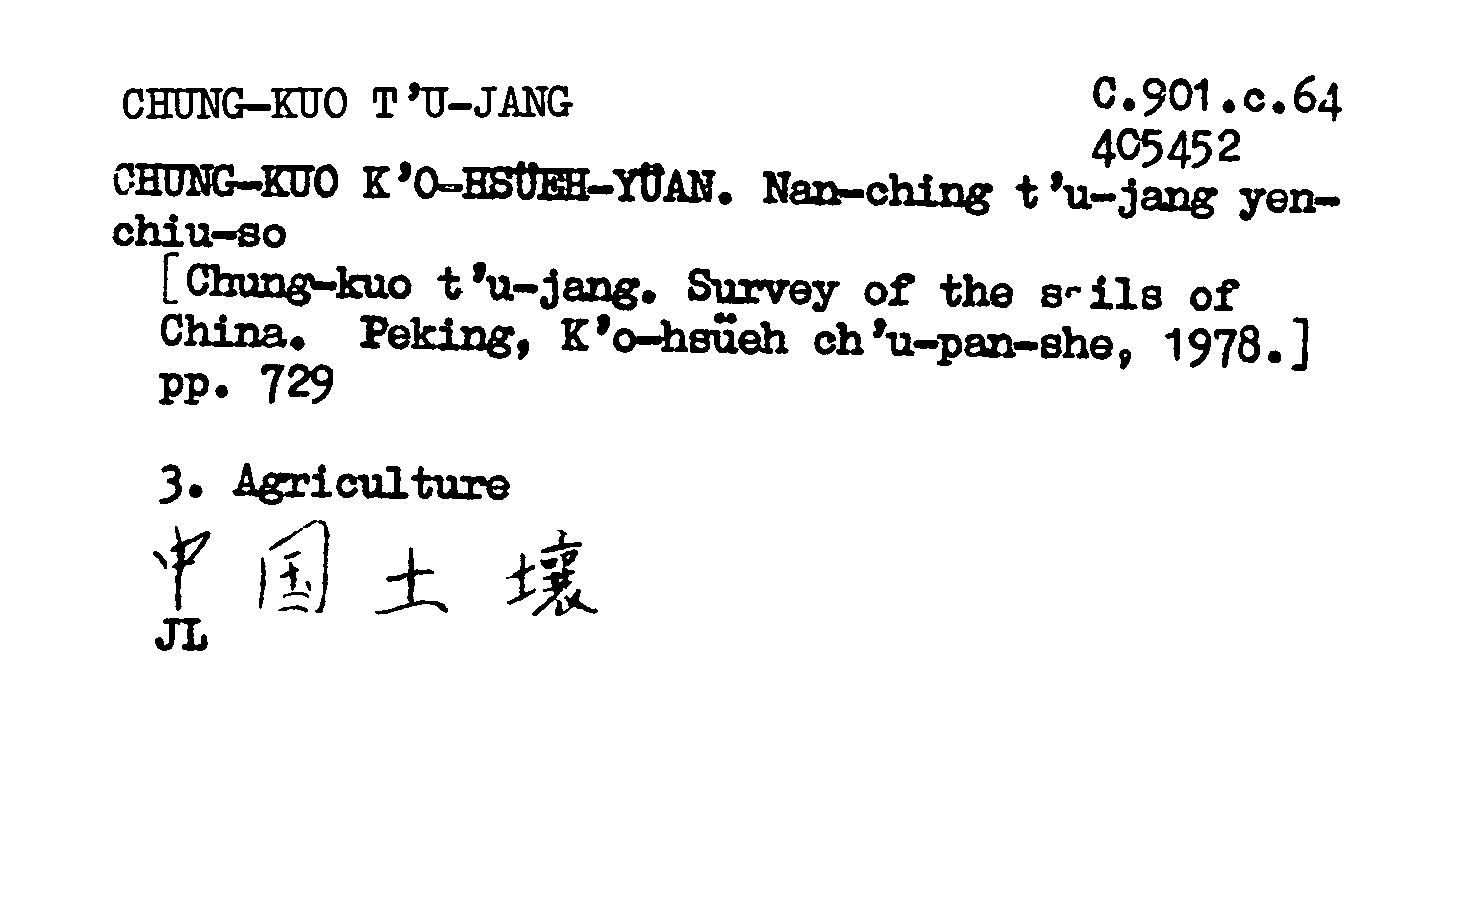 CHUNG-KUO T'U-JANG
C.901.c.64
405452
CHUNG-KUO K'O-HSÜEH-YÜAN. Nan-ching t'u-jang yen-
chiu-so
[Chung-kuo t'u-jang. Survey of the soils of
China. Peking, K'o-hsüeh ch'u-pan-she, 1978.]
pp. 729
3. Agriculture
中国土壤
JL